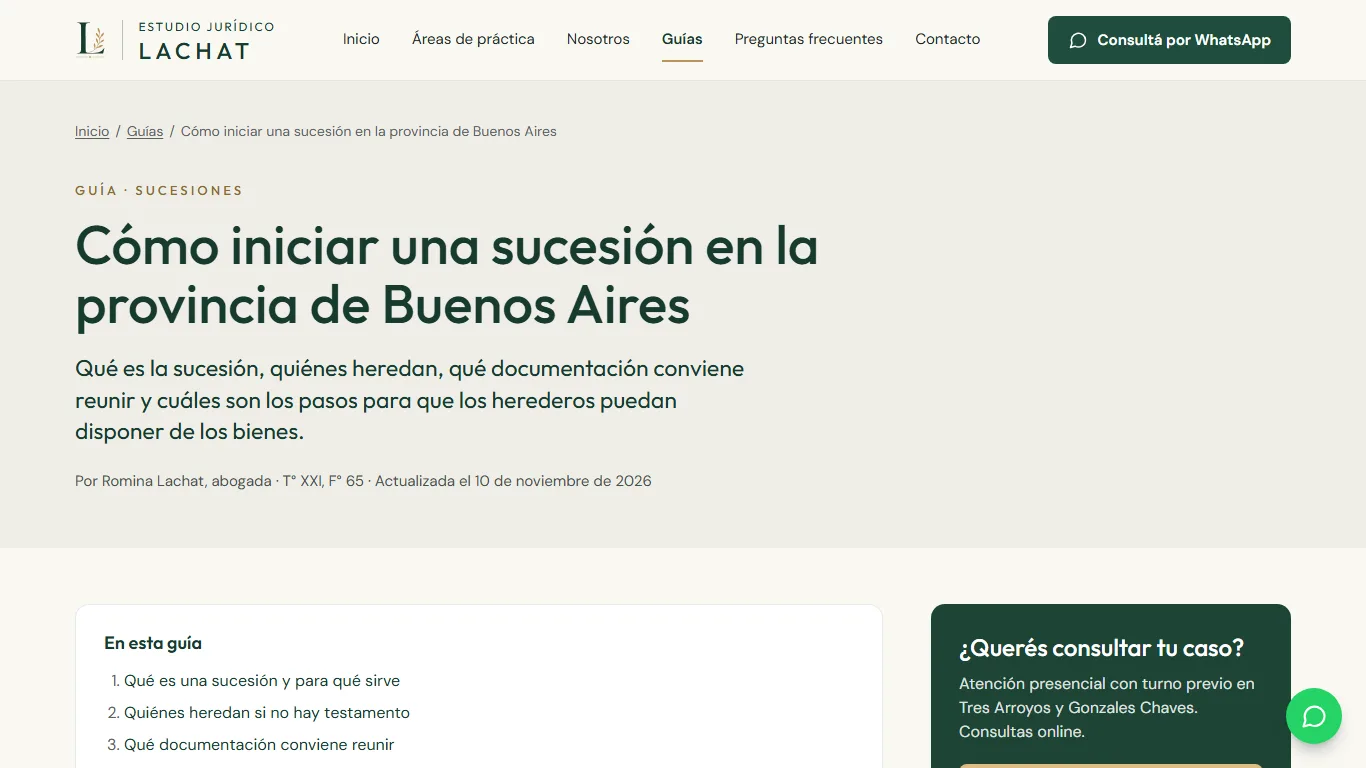 L
ESTUDIO JURÍDICO
LACHAT
Inicio
Áreas de práctica
Nosotros
Guías
Preguntas frecuentes
Contacto
Consultá por WhatsApp
Inicio / Guías / Cómo iniciar una sucesión en la provincia de Buenos Aires
GUÍA · SUCESIONES
Cómo iniciar una sucesión en la
provincia de Buenos Aires
Qué es la sucesión, quiénes heredan, qué documentación conviene
reunir y cuáles son los pasos para que los herederos puedan
disponer de los bienes.
Por Romina Lachat, abogada · T° XXI, F° 65 · Actualizada el 10 de noviembre de 2026
En esta guía
1. Qué es una sucesión y para qué sirve
2. Quiénes heredan si no hay testamento
3. Qué documentación conviene reunir
¿Querés consultar tu caso?
Atención presencial con turno previo en
Tres Arroyos y Gonzales Chaves.
Consultas online.